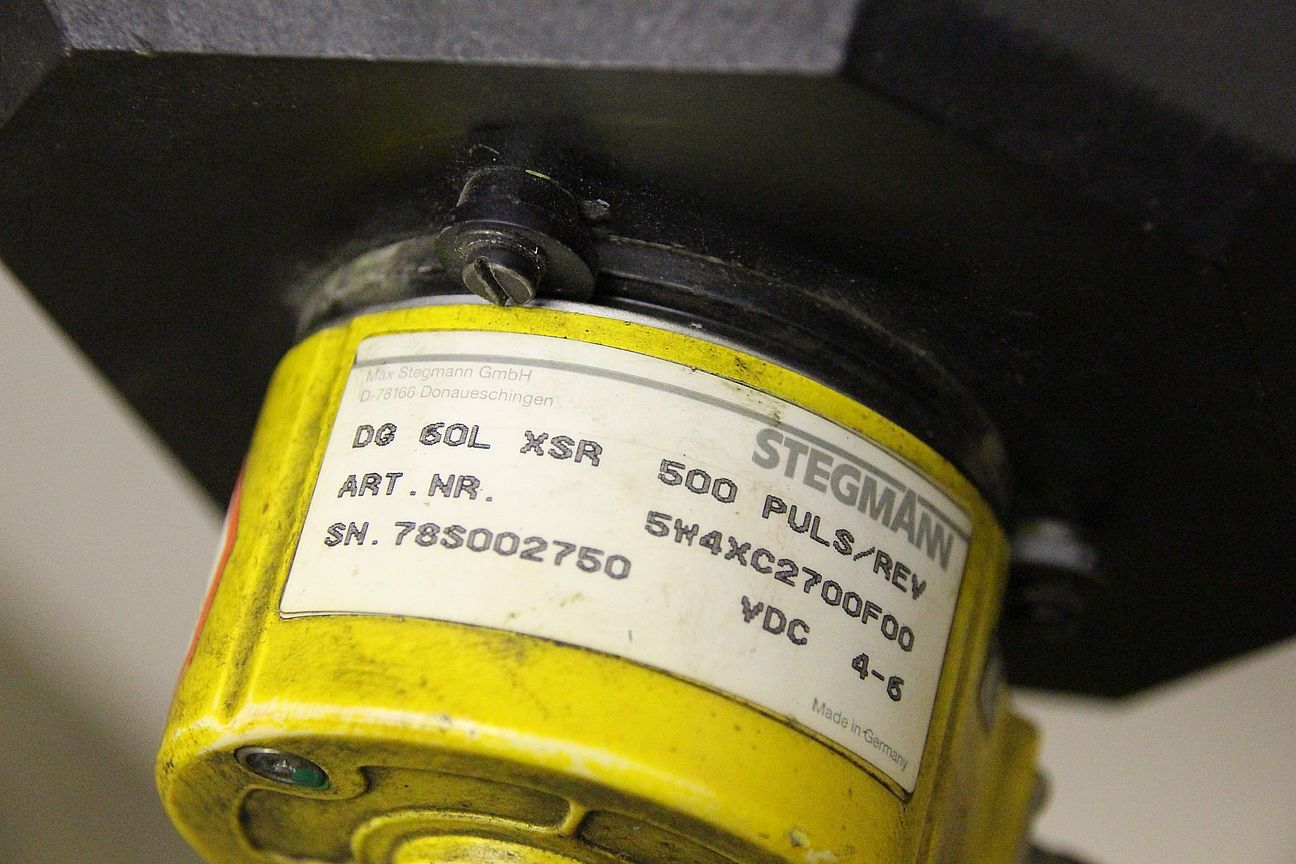 Max Stegmann GmbH
D-78166 Donaueschingen
STEGMANN
DG 60L XSR 500 PULS/REV
ART.NR. 5W4XC2700F00
SN.78S002750 VDC 4-6
Made in Germany